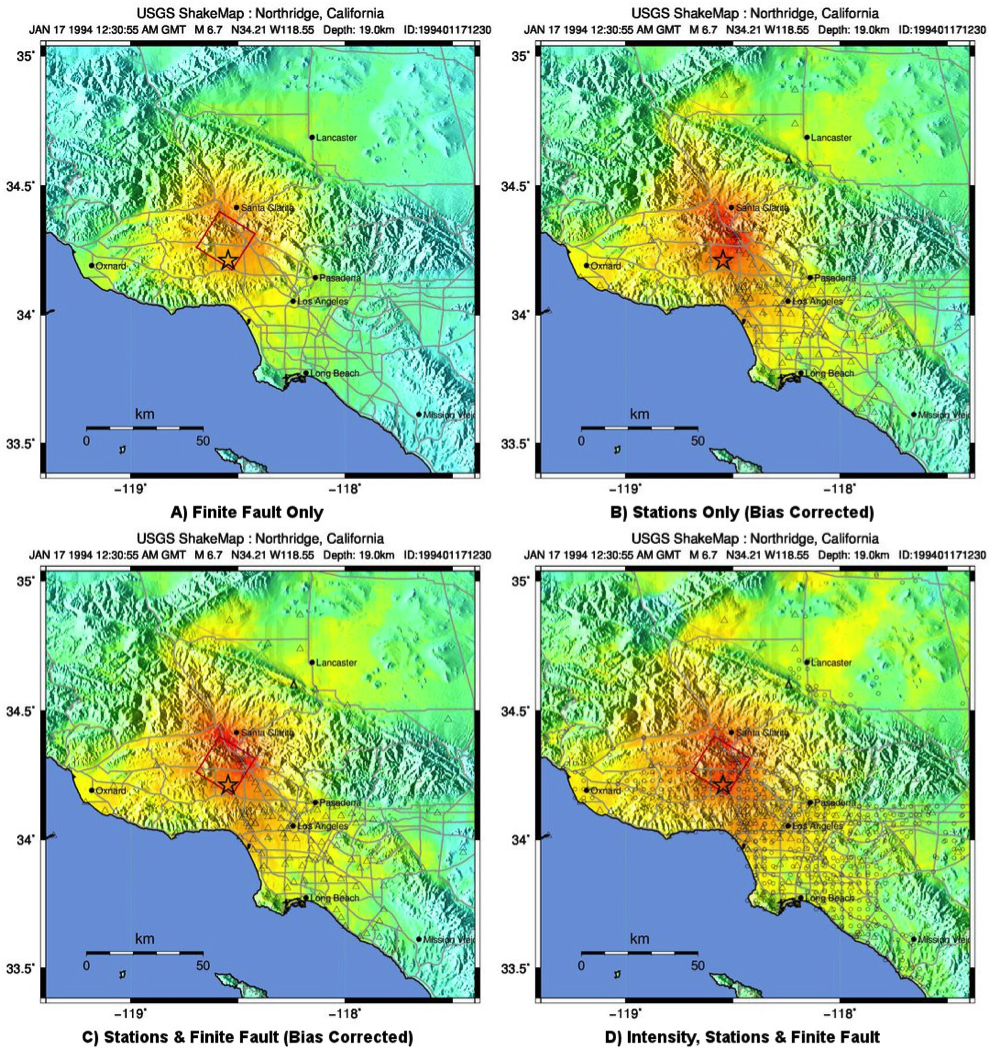 USGS ShakeMap : Northridge, California
JAN 17 1994 12:30:55 AM GMT M 6.7 N34.21 W118.55 Depth: 19.0km ID:199401171230
35˚
Lancaster
34.5˚
Santa Clarita
Oxnard
Pasadena
Los Angeles
34˚
Long Beach
km
Mission Viejo
0 50
33.5˚
−119˚ −118˚
A) Finite Fault Only
USGS ShakeMap : Northridge, California
JAN 17 1994 12:30:55 AM GMT M 6.7 N34.21 W118.55 Depth: 19.0km ID:199401171230
35˚
Lancaster
34.5˚
Santa Clarita
Oxnard
Pasadena
Los Angeles
34˚
Long Beach
km
Mission Viejo
0 50
33.5˚
−119˚ −118˚
B) Stations Only (Bias Corrected)
USGS ShakeMap : Northridge, California
JAN 17 1994 12:30:55 AM GMT M 6.7 N34.21 W118.55 Depth: 19.0km ID:199401171230
35˚
Lancaster
34.5˚
Santa Clarita
Oxnard
Pasadena
Los Angeles
34˚
Long Beach
km
Mission Viejo
0 50
33.5˚
−119˚ −118˚
C) Stations & Finite Fault (Bias Corrected)
USGS ShakeMap : Northridge, California
JAN 17 1994 12:30:55 AM GMT M 6.7 N34.21 W118.55 Depth: 19.0km ID:199401171230
35˚
Lancaster
34.5˚
Santa Clarita
Oxnard
Pasadena
Los Angeles
34˚
Long Beach
km
Mission Viejo
0 50
33.5˚
−119˚ −118˚
D) Intensity, Stations & Finite Fault